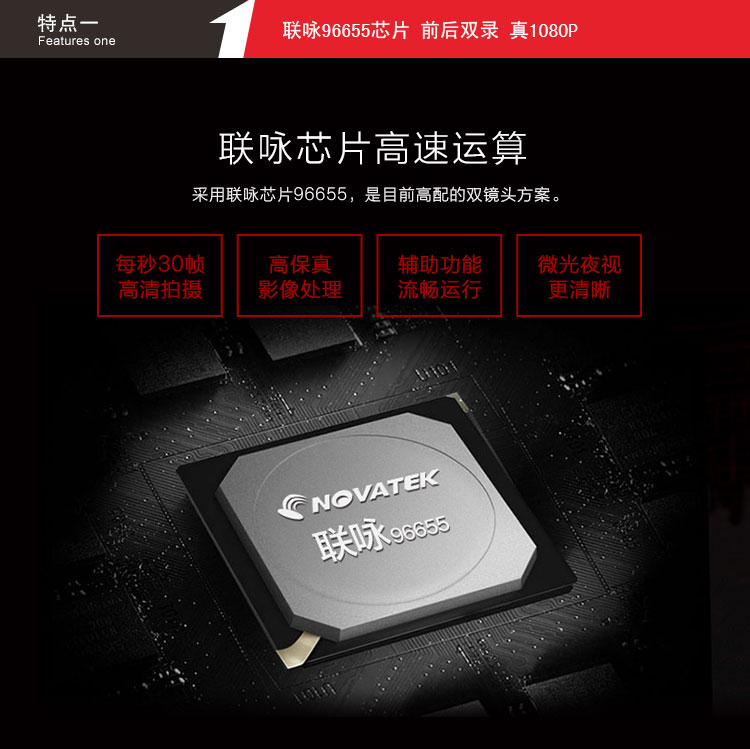 特点一
Features one
联咏96655芯片 前后双录 真1080P
联咏芯片高速运算
采用联咏芯片96655，是目前高配的双镜头方案。
每秒30帧
高清拍摄
高保真
影像处理
辅助功能
流畅运行
微光夜视
更清晰
NOVATEK
联咏96655